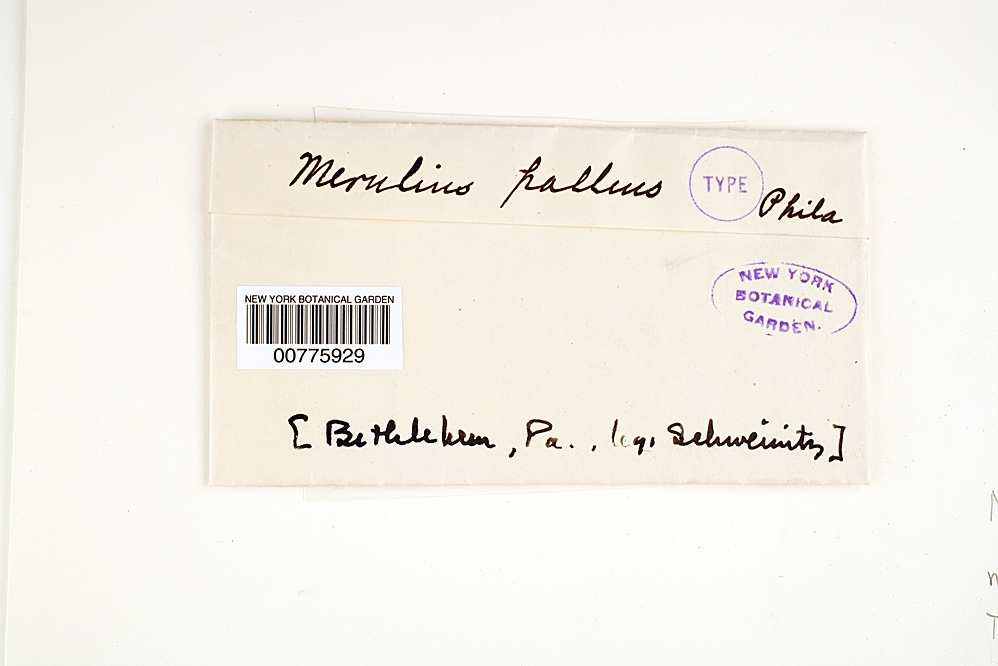 Merulius pallens TYPE Phila
NEW YORK
BOTANICAL
GARDEN.
NEW YORK BOTANICAL GARDEN
00775929
[Bethlehem, Pa., leg. Schweinitz]